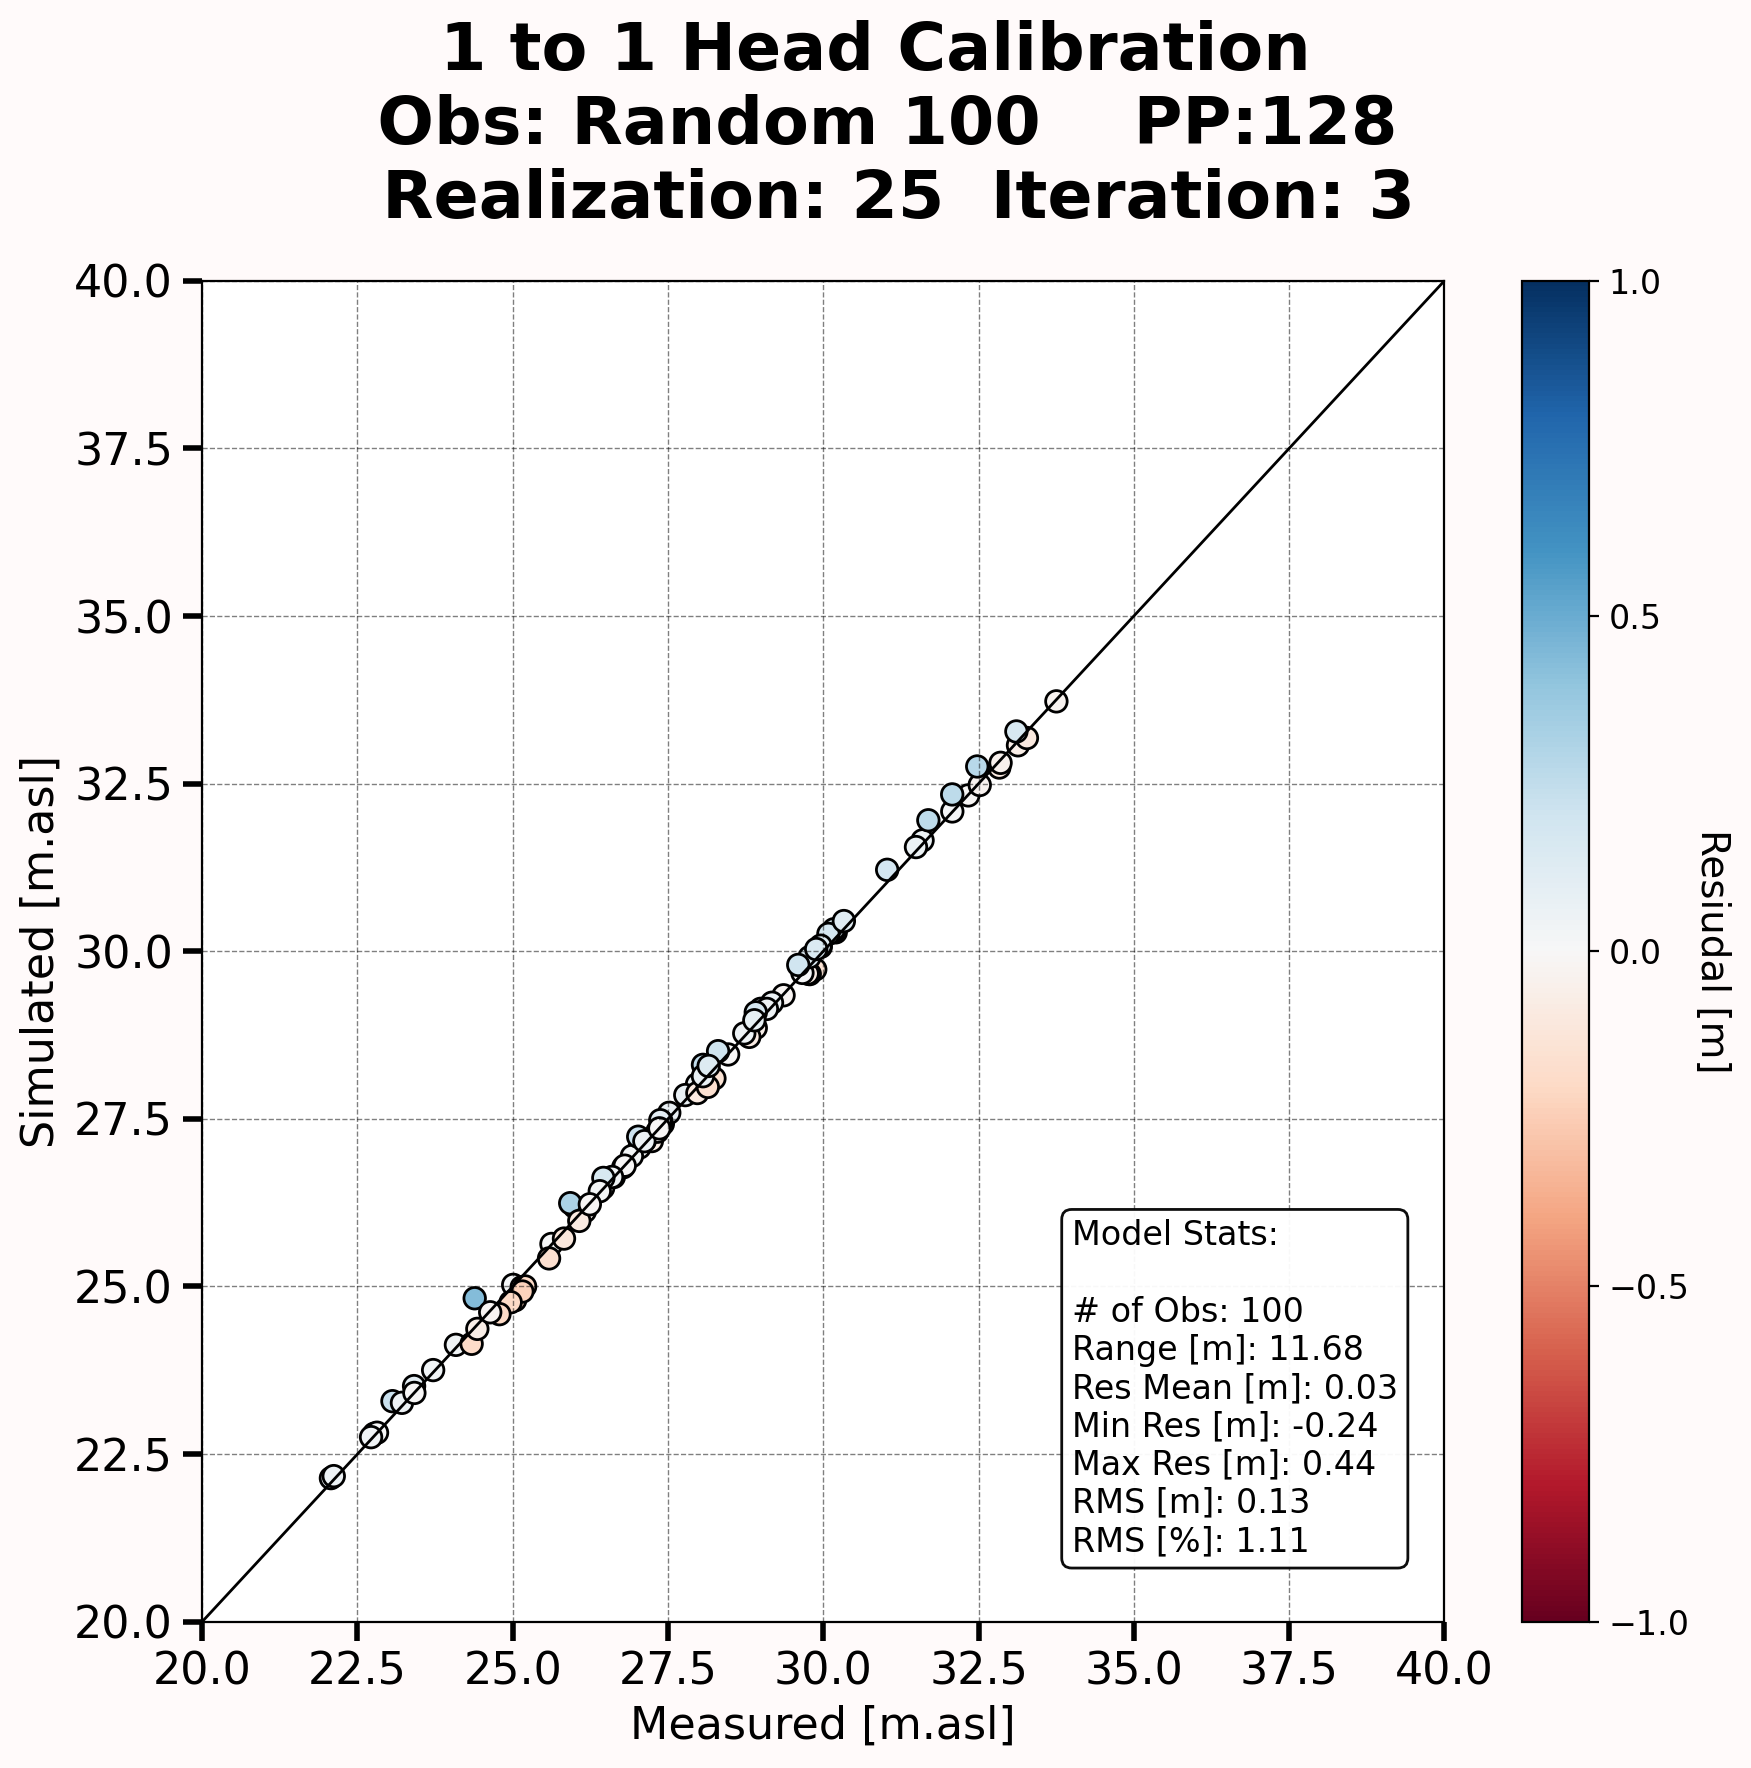 1 to 1 Head Calibration
Obs: Random 100 PP:128
Realization: 25 Iteration: 3
40.0
37.5
35.0
32.5
30.0
27.5
25.0
22.5
20.0
Simulated [m.asl]
20.0 22.5 25.0 27.5 30.0 32.5 35.0 37.5 40.0
Measured [m.asl]
Model Stats:
# of Obs: 100
Range [m]: 11.68
Res Mean [m]: 0.03
Min Res [m]: -0.24
Max Res [m]: 0.44
RMS [m]: 0.13
RMS [%]: 1.11
1.0
0.5
0.0
−0.5
−1.0
Resiudal [m]